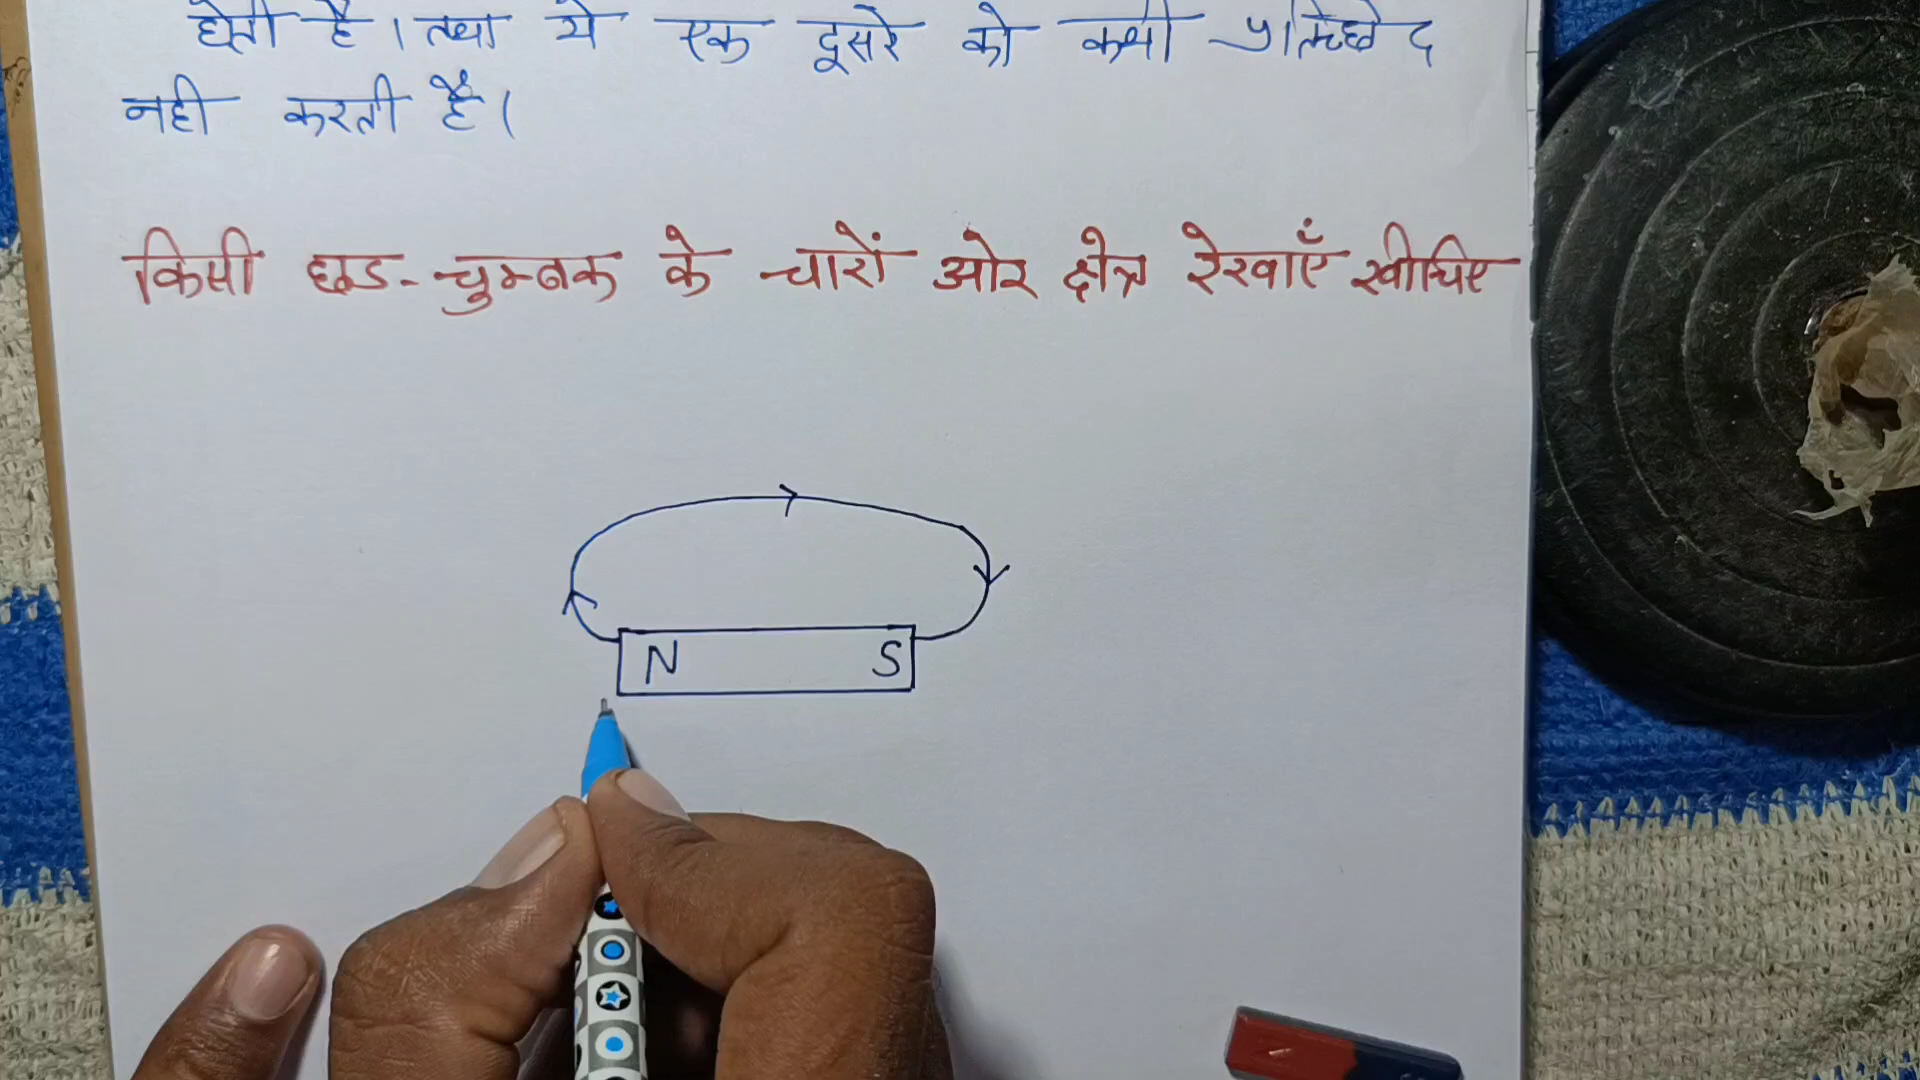 होती है। तथा ये एक दूसरे को कभी प्रतिच्छेद
नही करती है।
किसी छड़-चुम्बक के चारों ओर क्षेत्र रेखाएँ खीचिए
N S